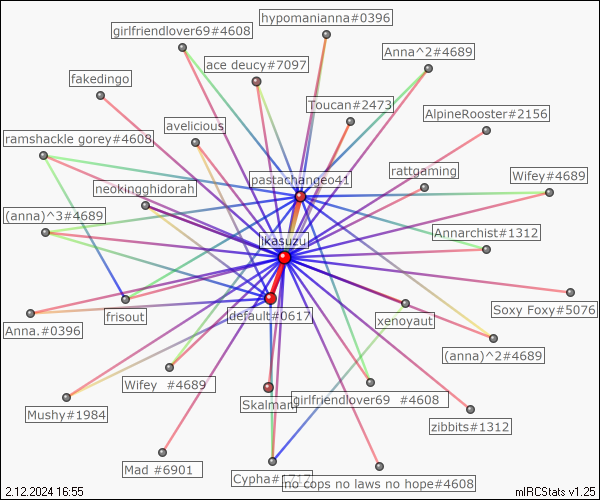 hypomanianna#0396
girlfriendlover69#4608
Anna^2#4689
ace deucy#7097
fakedingo
Toucan#2473
AlpineRooster#2156
avelicious
ramshackle gorey#4608
rattgaming
pastachangeo41
Wifey#4689
neokingghidorah
(anna)^3#4689
Annarchist#1312
ikasuzu
Soxy Foxy#5076
frisout
default#0617
xenoyaut
Anna.#0396
(anna)^2#4689
Wifey #4689
Skalmani
girlfriendlover69 #4608
Mushy#1984
zibbits#1312
Mad #6901
Cypha#1717
no cops no laws no hope#4608
2.12.2024 16:55
mIRCStats v1.25